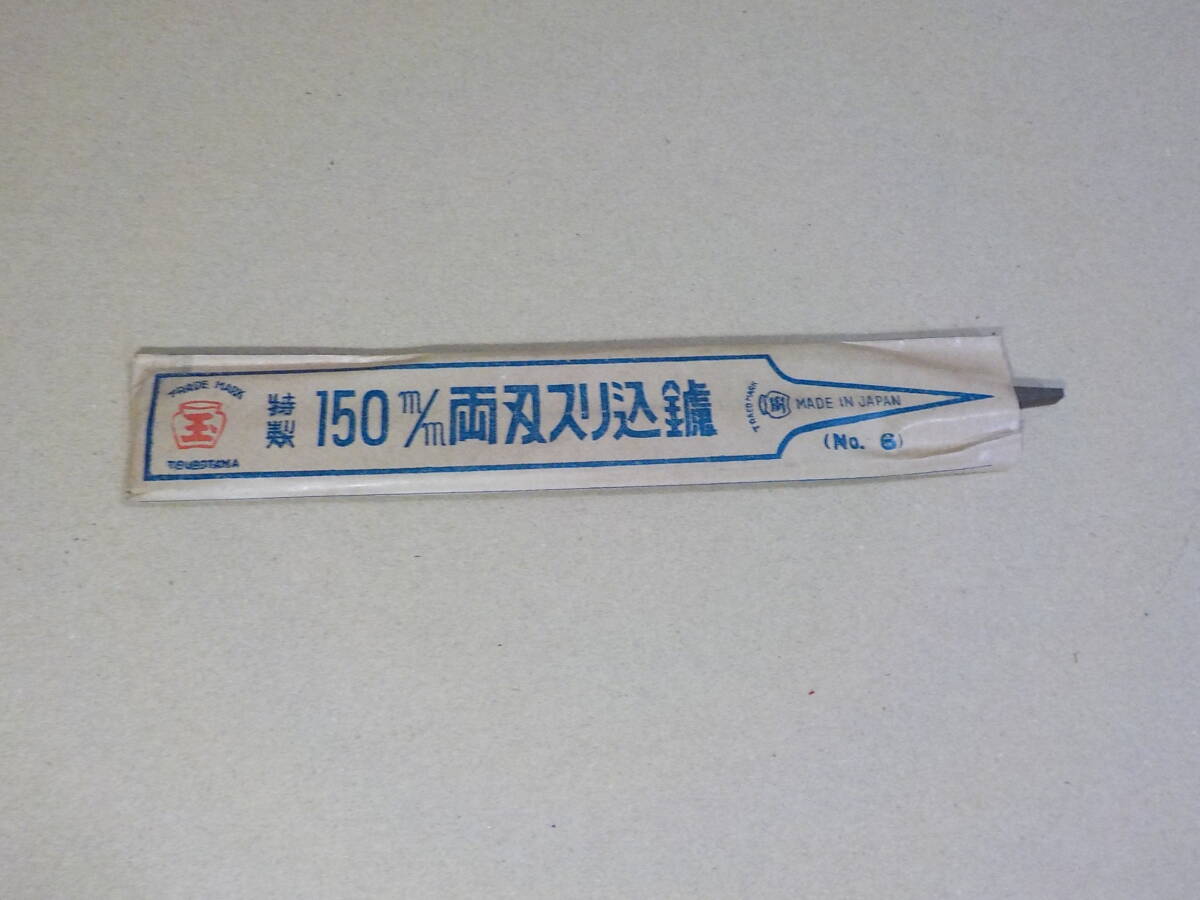 TRADE MARK
玉
TSUBOTAMA
特製
150 m/m 両刃スリ込鑢
TRADE MARK
MADE IN JAPAN
(No. 6)